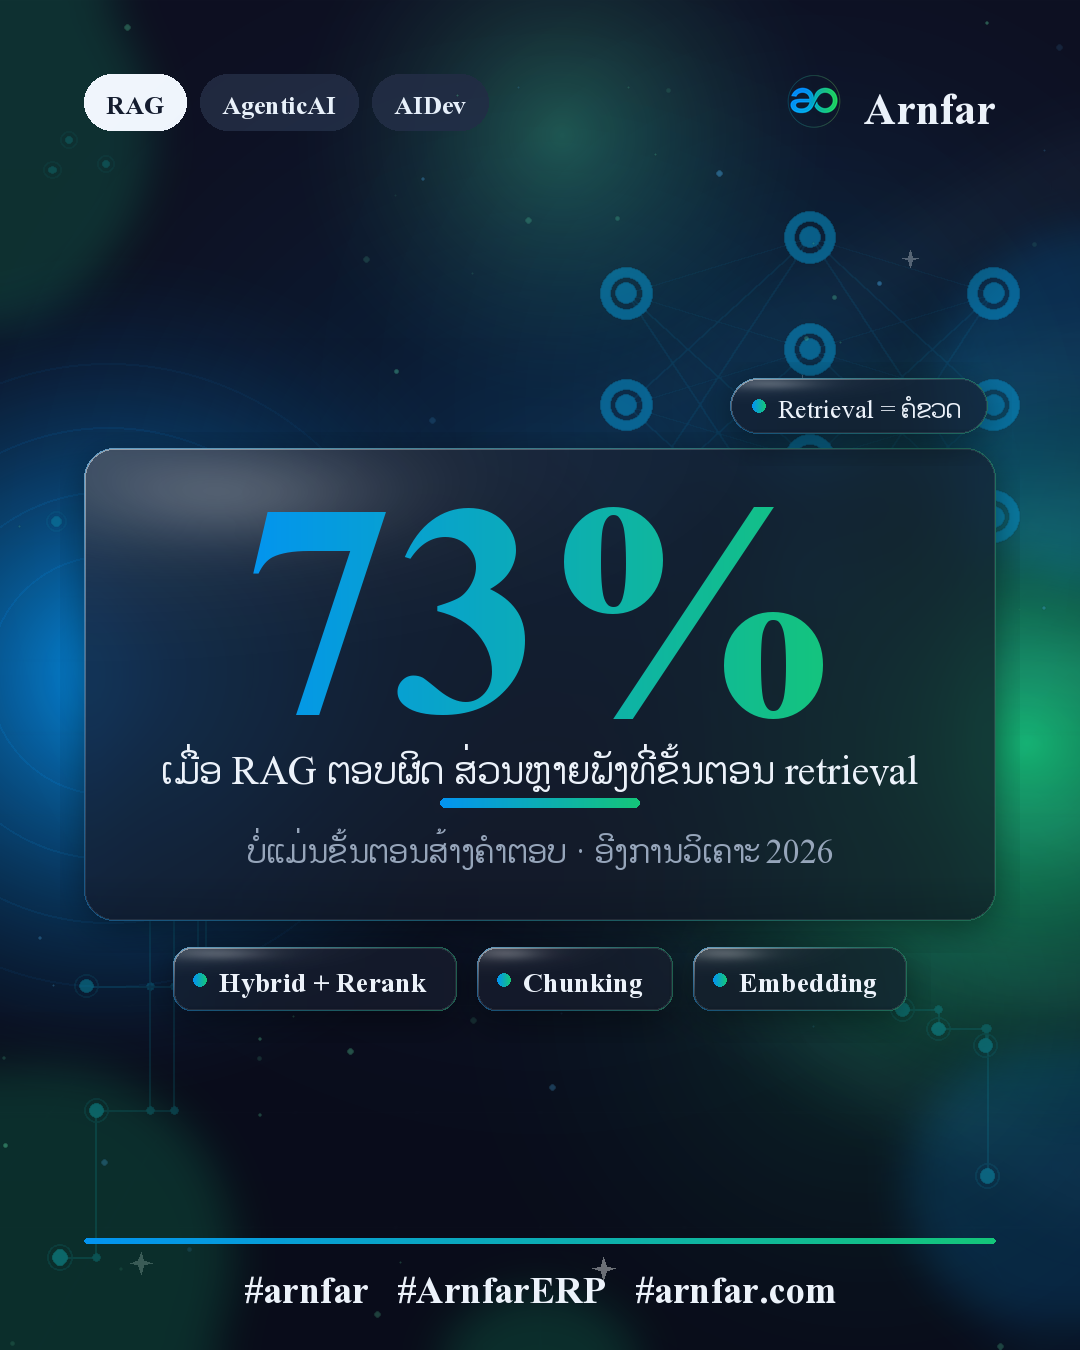 RAG AgenticAI AIDev
Arnfar
Retrieval = ຄໍຂວດ
73%
ເມື່ອ RAG ຕອບຜິດ ສ່ວນຫຼາຍພັງທີ່ຂັ້ນຕອນ retrieval
ບໍ່ແມ່ນຂັ້ນຕອນສ້າງຄຳຕອບ · ອີງການວິເຄາະ 2026
Hybrid + Rerank
Chunking
Embedding
#arnfar #ArnfarERP #arnfar.com